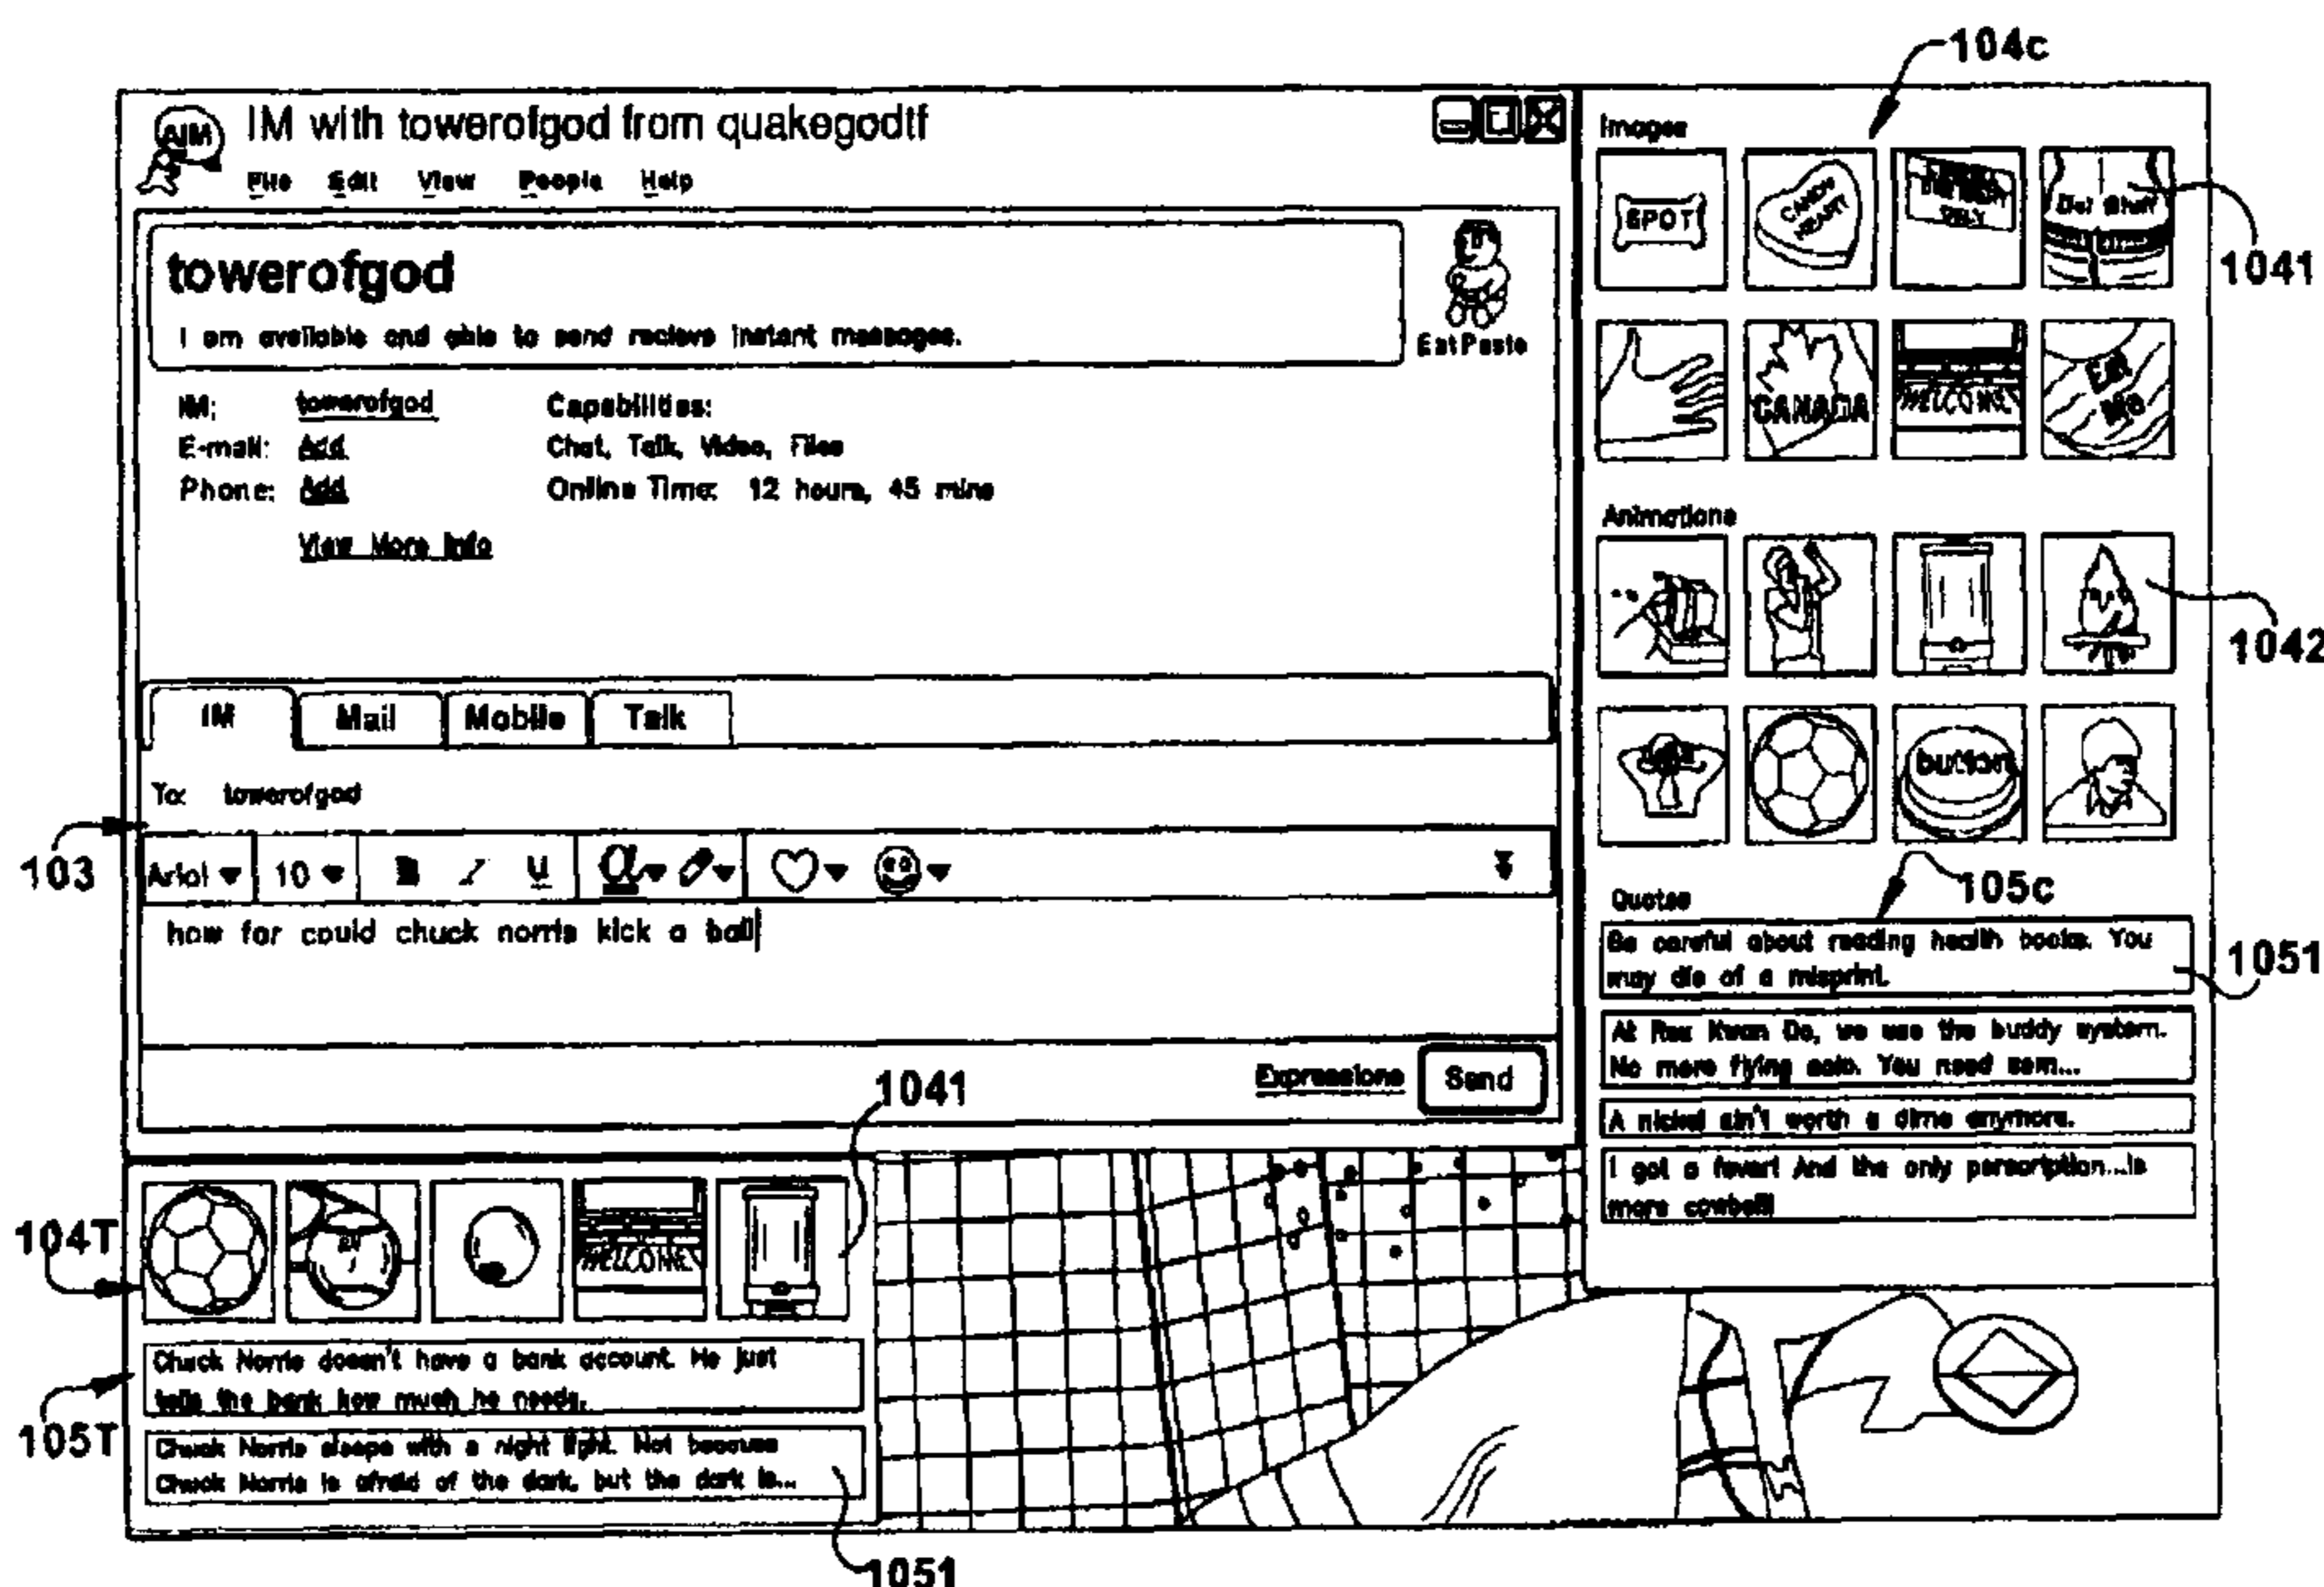 104c
AIM IM with towerofgod from quakegodtf
File Edit View People Help
towerofgod
I am available and able to send recieve instant messages.
EatPaste
IM: towerofgod Capabilities:
E-mail: Add Chat, Talk, Video, Files
Phone: Add Online Time: 12 hours, 45 mins
View More Info
IM Mail Mobile Talk
To: towerofgod
103
Arial 10 B I U α
how far could chuck norris kick a ball
Expressions Send
Images
SPOT
CANDY HEART
1041
CANADA
WELCOME
Eat Me
Animations
1042
button
105c
Quotes
Be careful about reading health books. You
may die of a misprint.
1051
At Rex Kwan Do, we use the buddy system.
No more flying solo. You need som...
A nickel ain't worth a dime anymore.
I got a fever! And the only perscription...is
more cowbell!
1041
104T
WELCOME
105T
Chuck Norris doesn't have a bank account. He just
tells the bank how much he needs.
Chuck Norris sleeps with a night light. Not because
Chuck Norris is afraid of the dark, but the dark is...
1051